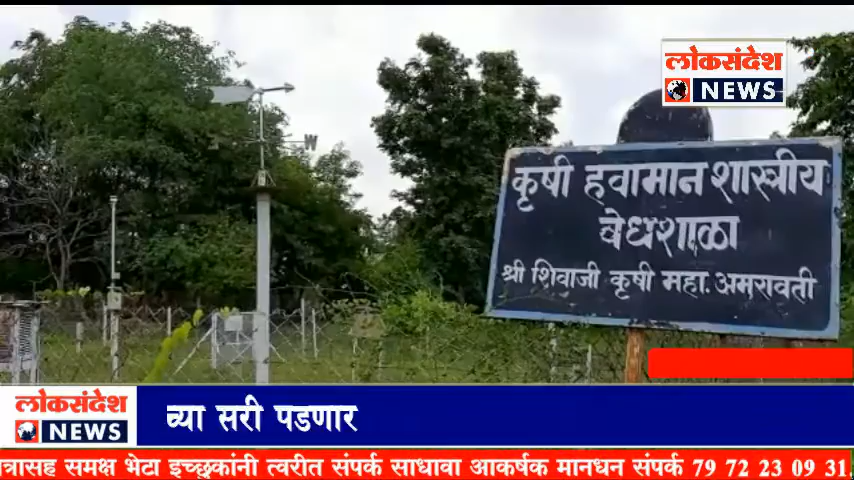 लोकसंदेश
NEWS
W
कृषी हवामान शास्त्रीय
वेधशाळा
श्री शिवाजी कृषी महा. अमरावती
लोकसंदेश
NEWS
व्या सरी पडणार
समक्ष भेटा इच्छुकांनी त्वरीत संपर्क साधावा आकर्षक मानधन संपर्क 79 72 23 09 31